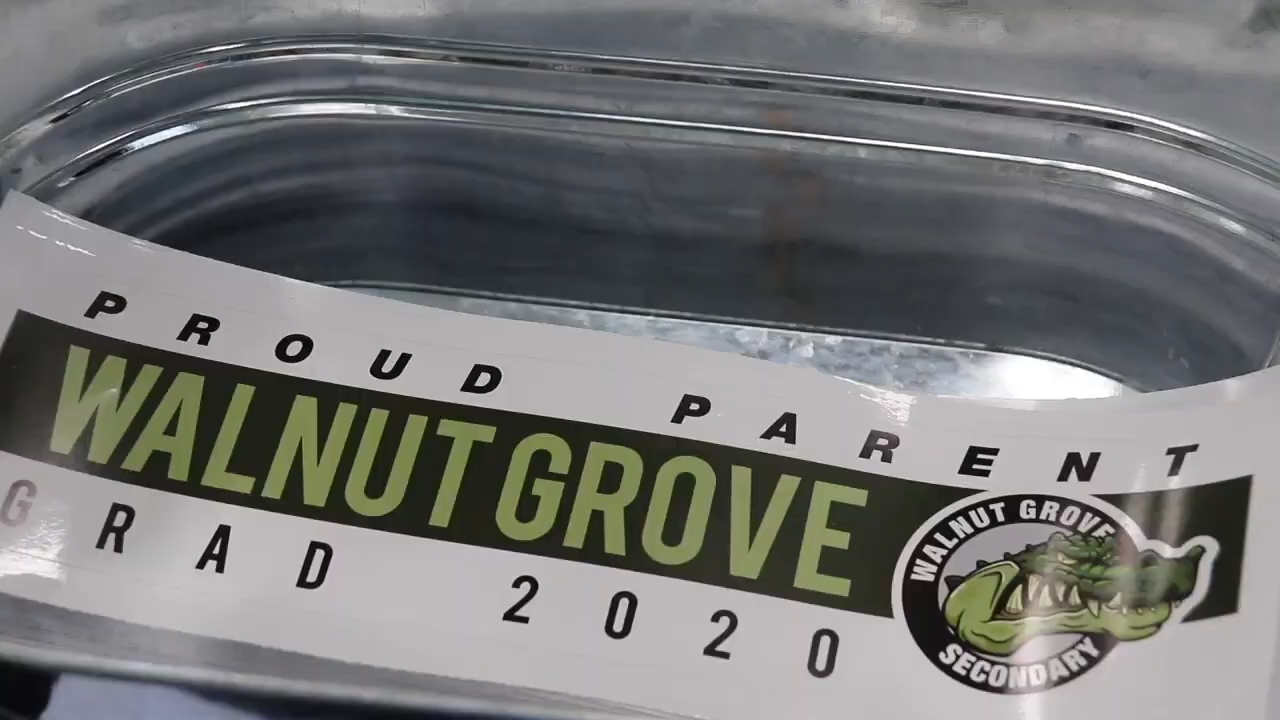 PROUD PARENT
WALNUT GROVE
GRAD 2020
WALNUT GROVE
SECONDARY